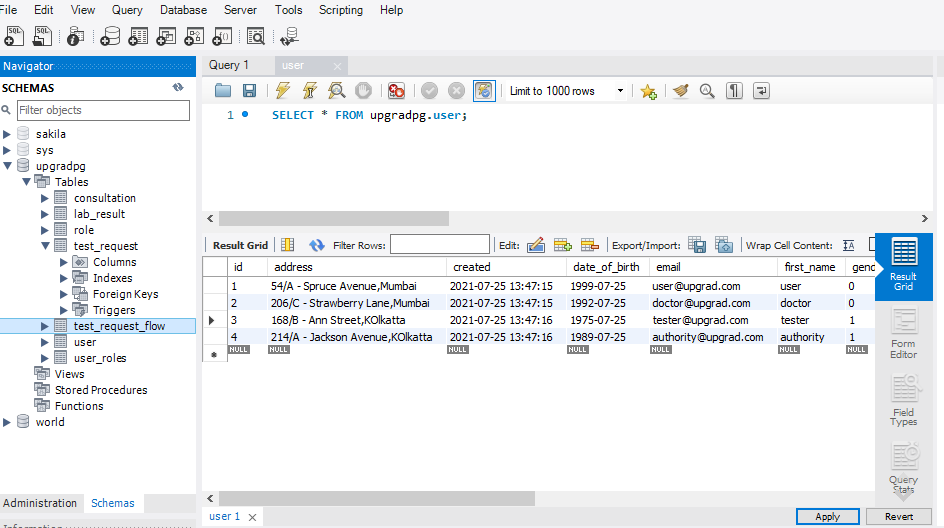 File Edit View Query Database Server Tools Scripting Help
Navigator
SCHEMAS
Filter objects
sakila
sys
upgradpg
Tables
consultation
lab_result
role
test_request
Columns
Indexes
Foreign Keys
Triggers
test_request_flow
user
user_roles
Views
Stored Procedures
Functions
world
Administration Schemas
Query 1 user
Limit to 1000 rows
1 SELECT * FROM upgradpg.user;
Result Grid Filter Rows: Edit: Export/Import: Wrap Cell Content:
id address created date_of_birth email first_name gend
1 54/A - Spruce Avenue,Mumbai 2021-07-25 13:47:15 1999-07-25 user@upgrad.com user 0
2 206/C - Strawberry Lane,Mumbai 2021-07-25 13:47:15 1992-07-25 doctor@upgrad.com doctor 0
3 168/B - Ann Street,KOlkatta 2021-07-25 13:47:16 1975-07-25 tester@upgrad.com tester 1
4 214/A - Jackson Avenue,KOlkatta 2021-07-25 13:47:16 1989-07-25 authority@upgrad.com authority 1
NULL NULL NULL NULL NULL NULL NULL
Result
Grid
Form
Editor
Field
Types
Query
Stats
user 1
Apply Revert